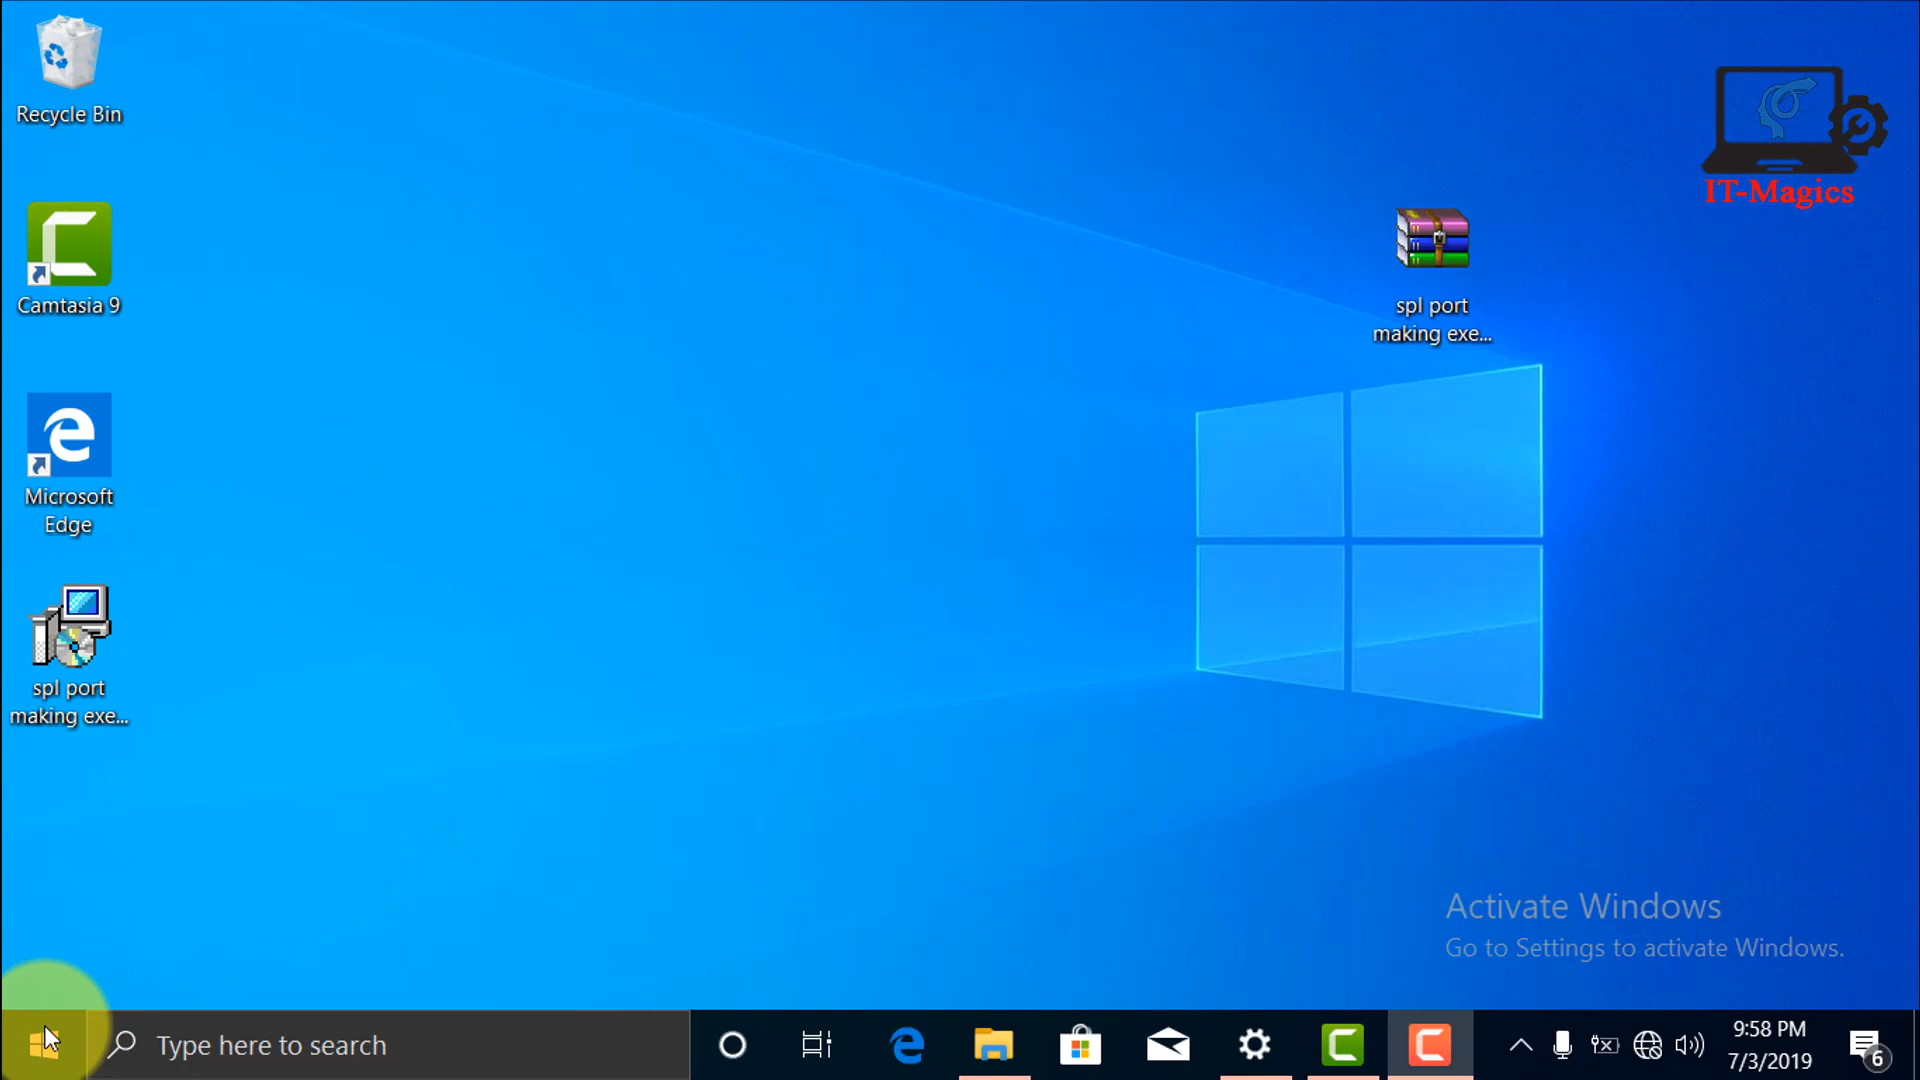 Recycle Bin
IT-Magics
Camtasia 9
spl port
making exe...
Microsoft
Edge
spl port
making exe...
Activate Windows
Go to Settings to activate Windows.
Type here to search
9:58 PM
7/3/2019
6